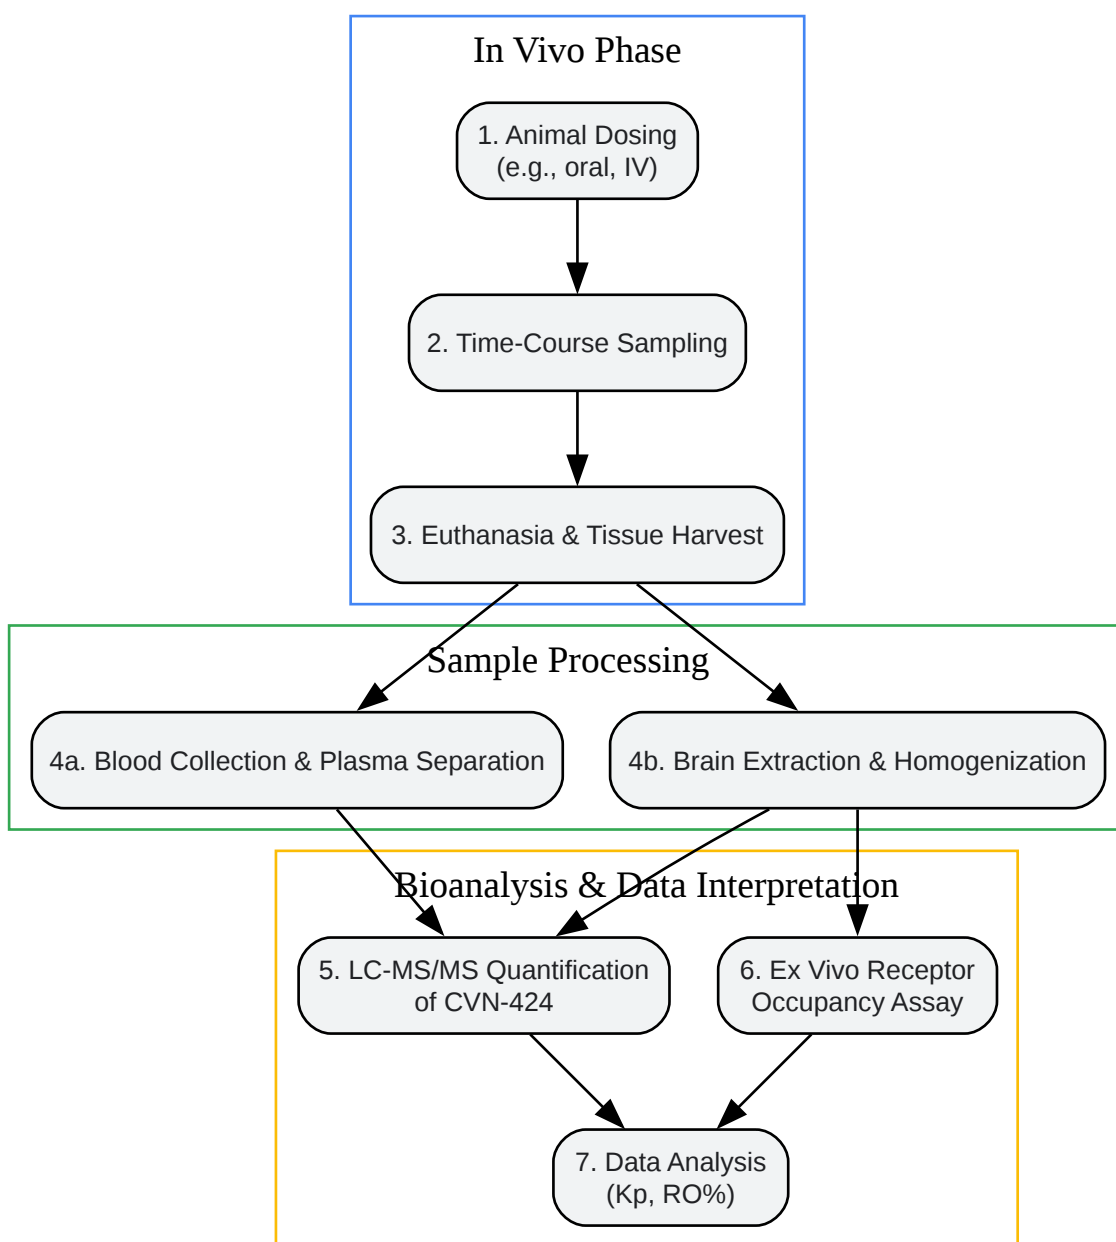 In Vivo Phase
1. Animal Dosing
(e.g., oral, IV)
2. Time-Course Sampling
3. Euthanasia & Tissue Harvest
Sample Processing
4a. Blood Collection & Plasma Separation
4b. Brain Extraction & Homogenization
Bioanalysis & Data Interpretation
5. LC-MS/MS Quantification
of CVN-424
6. Ex Vivo Receptor
Occupancy Assay
7. Data Analysis
(Kp, RO%)